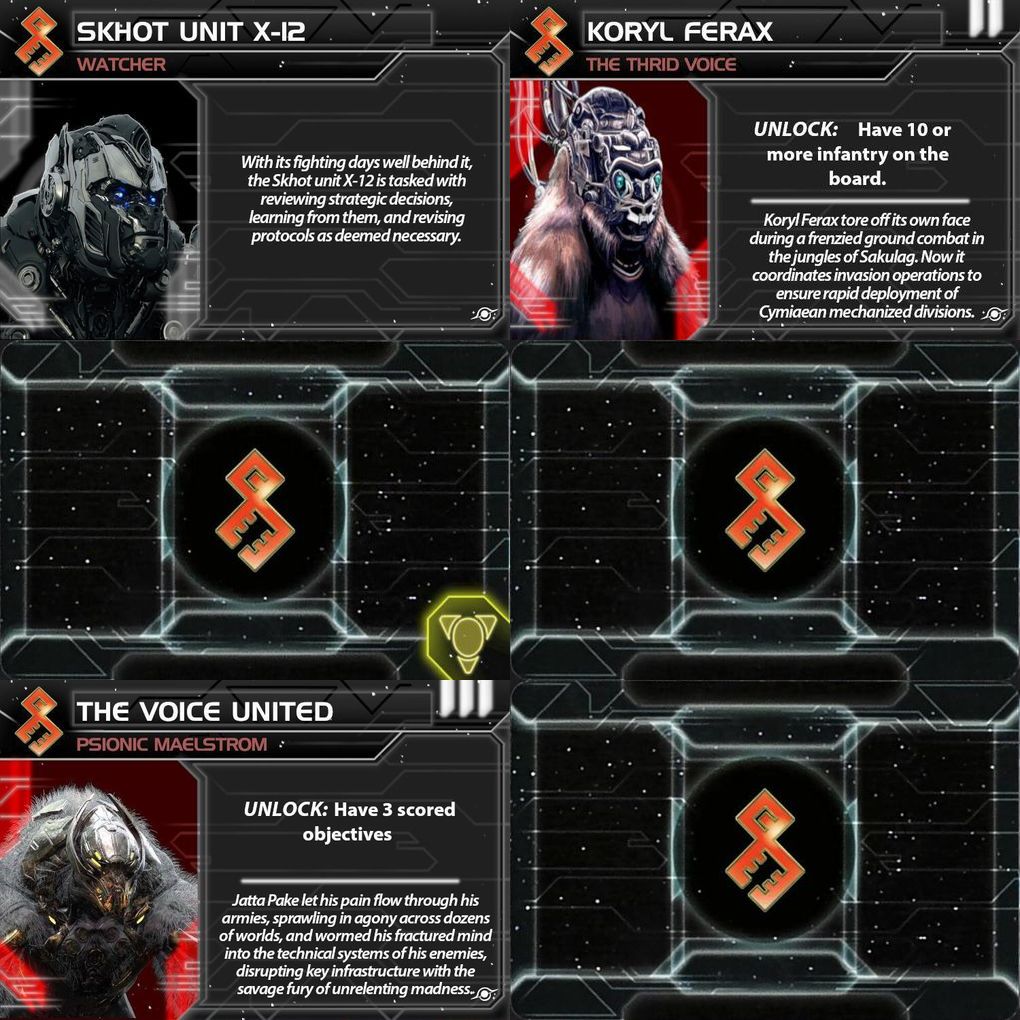 SKHOT UNIT X-12
WATCHER
With its fighting days well behind it,
the Skhot unit X-12 is tasked with
reviewing strategic decisions,
learning from them, and revising
protocols as deemed necessary.
KORYL FERAX
THE THRID VOICE
UNLOCK: Have 10 or
more infantry on the
board.
Koryl Ferax tore off its own face
during a frenzied ground combat in
the jungles of Sakulag. Now it
coordinates invasion operations to
ensure rapid deployment of
Cymiaean mechanized divisions.
THE VOICE UNITED
PSIONIC MAELSTROM
UNLOCK: Have 3 scored
objectives
Jatta Pake let his pain flow through his
armies, sprawling in agony across dozens
of worlds, and wormed his fractured mind
into the technical systems of his enemies,
disrupting key infrastructure with the
savage fury of unrelenting madness.